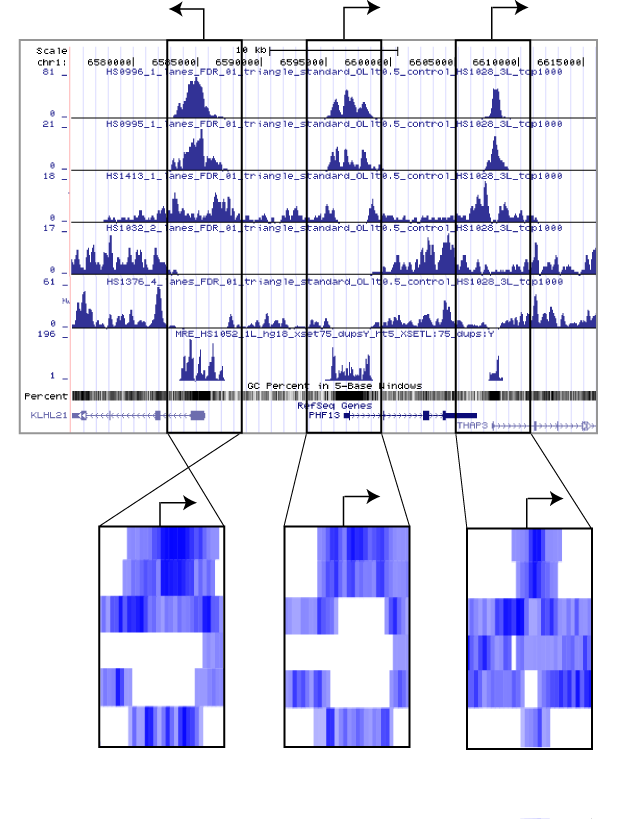 Scale 10 kb
chr1: 6580000 6585000 6590000 6595000 6600000 6605000 6610000 6615000
HS0996_1_lanes_FDR_01_triangle_standard_OLlt0.5_control_HS1028_3L_top1000
81 _
0 _
HS0995_1_lanes_FDR_01_triangle_standard_OLlt0.5_control_HS1028_3L_top1000
21 _
0 _
HS1413_1_lanes_FDR_01_triangle_standard_OLlt0.5_control_HS1028_3L_top1000
18 _
0 _
HS1032_2_lanes_FDR_01_triangle_standard_OLlt0.5_control_HS1028_3L_top1000
17 _
0 _
HS1376_4_lanes_FDR_01_triangle_standard_OLlt0.5_control_HS1028_3L_top1000
61 _
0 _
MRE_HS1052_1L_hg18_xset75_dupsY_ht5_XSETL:75_dups:Y
196 _
1 _
GC Percent in 5-Base Windows
Percent
RefSeq Genes
KLHL21 PHF13
THAP3